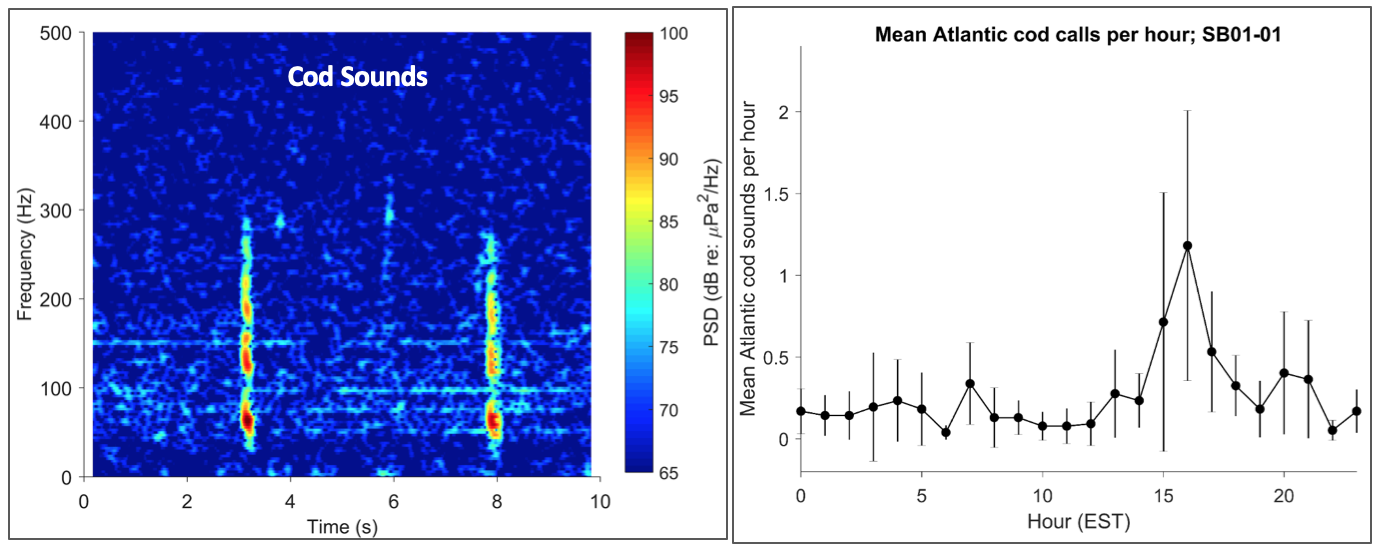 Cod Sounds
500
400
300
200
100
0
0 2 4 6 8 10
Frequency (Hz)
Time (s)
100
95
90
85
80
75
70
65
PSD (dB re: μPa²/Hz)
Mean Atlantic cod calls per hour; SB01-01
Mean Atlantic cod sounds per hour
2
1.5
1
0.5
0
0 5 10 15 20
Hour (EST)